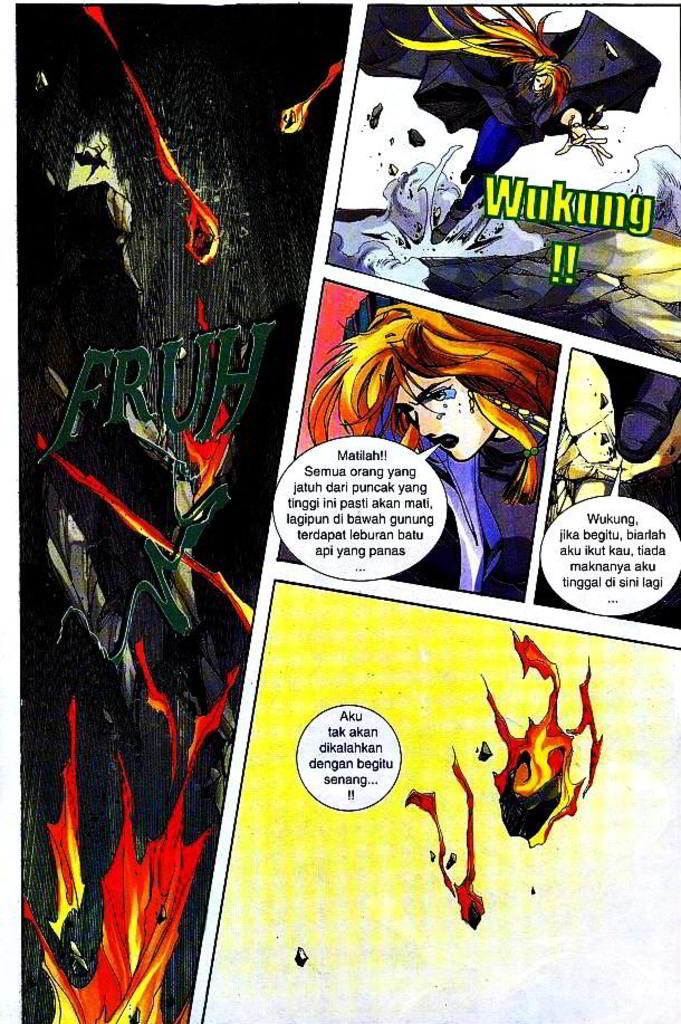 FRUH
Wukung
!!
Matilah!!
Semua orang yang
jatuh dari puncak yang
tinggi ini pasti akan mati,
lagipun di bawah gunung
terdapat leburan batu
api yang panas
...
Wukung,
jika begitu, biarlah
aku ikut kau, tiada
maknanya aku
tinggal di sini lagi
...
Aku
tak akan
dikalahkan
dengan begitu
senang...
!!